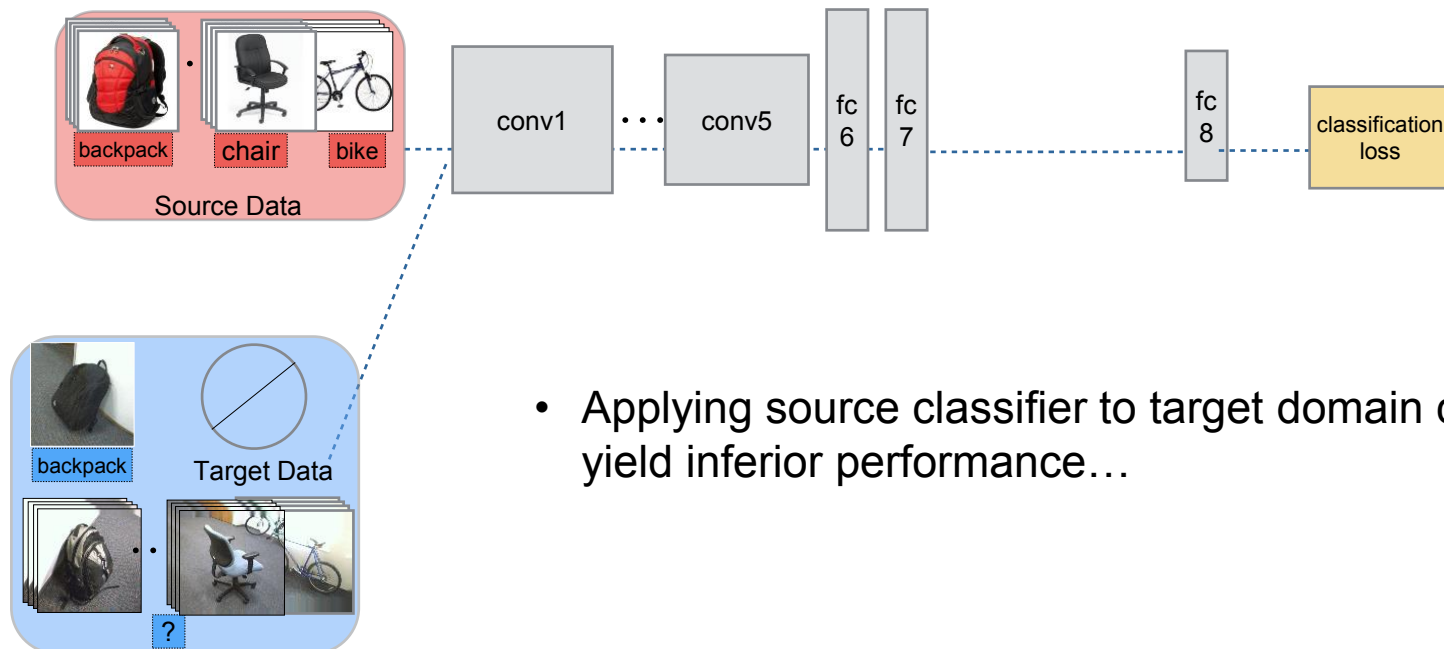 backpack
chair
bike
Source Data
conv1
conv5
fc
6
fc
7
fc
8
classification
loss
backpack
Target Data
?
• Applying source classifier to target domain
yield inferior performance…